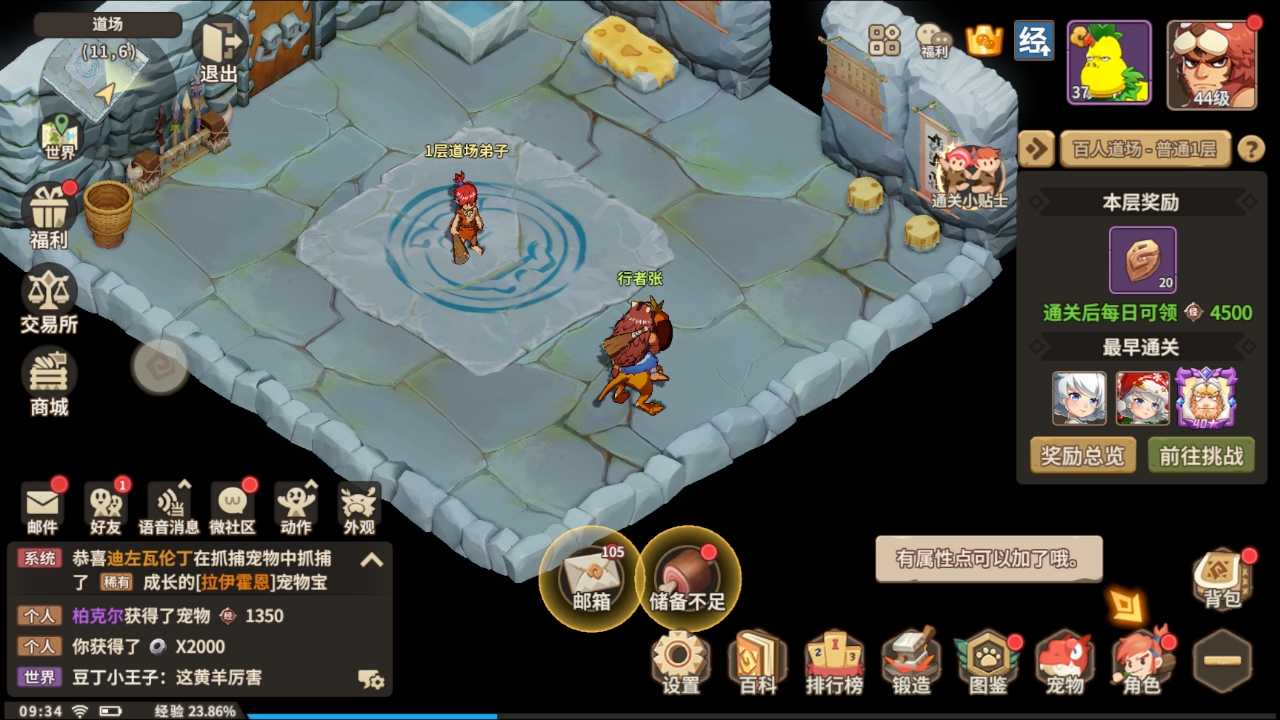 道场
(11,6)
退出
世界
福利
交易所
商城
1层道场弟子
行者张
福利
经
37
44级
百人道场-普通1层
?
通关小贴士
本层奖励
20
通关后每日可领 经 4500
最早通关
40★
奖励总览
前往挑战
邮件
1
好友
语音消息
微社区
动作
外观
系统 恭喜迪左瓦伦丁在抓捕宠物中抓捕
了 稀有 成长的[拉伊霍恩]宠物宝
个人 柏克尔获得了宠物 经 1350
个人 你获得了 X2000
世界 豆丁小王子：这黄羊厉害
105
邮箱
储备不足
有属性点可以加了哦。
背包
设置
百科
2 1 3
排行榜
锻造
图鉴
宠物
角色
09:34
经验 23.86%